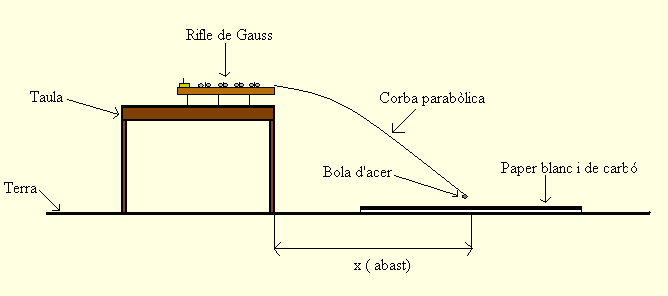 Rifle de Gauss
Taula
Corba parabòlica
Bola d'acer
Paper blanc i de carbó
Terra
x ( abast)